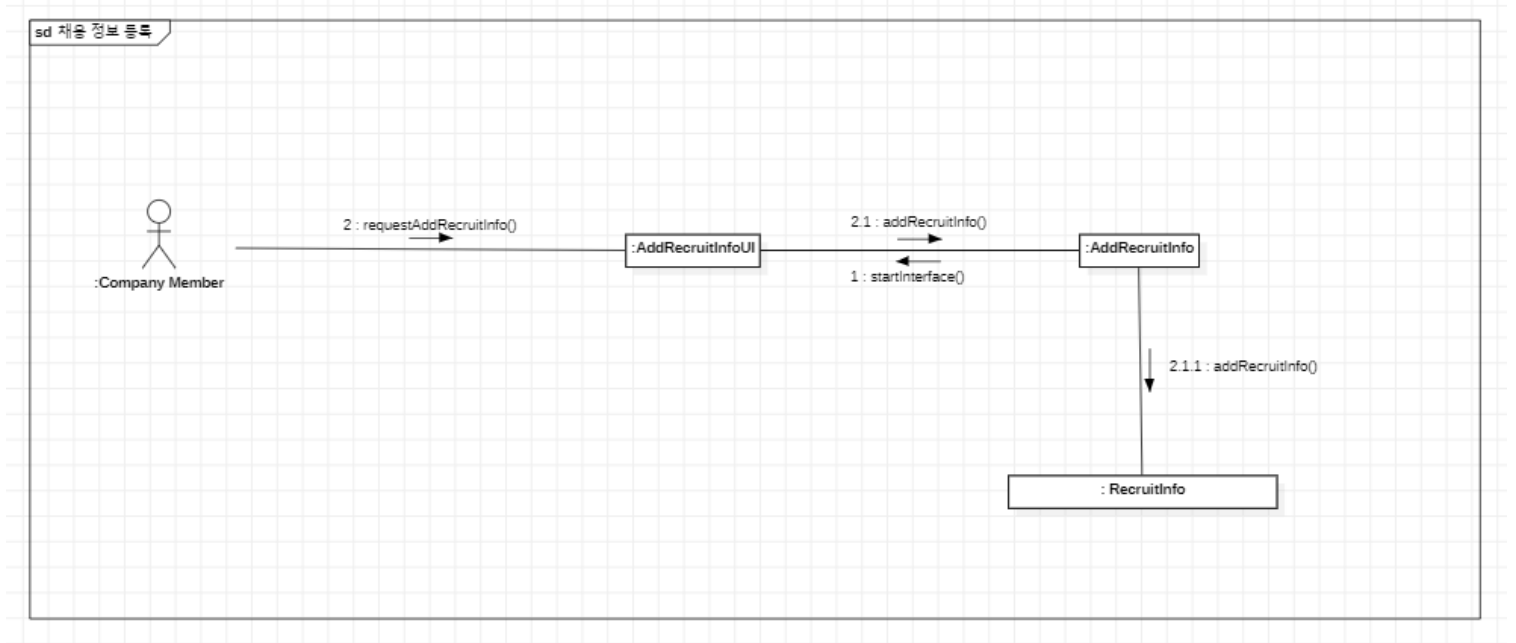 sd 채용 정보 등록
2 : requestAddRecruitInfo()
2.1 : addRecruitInfo()
:AddRecruitInfoUI
:AddRecruitInfo
:Company Member
1 : startInterface()
2.1.1 : addRecruitInfo()
: RecruitInfo